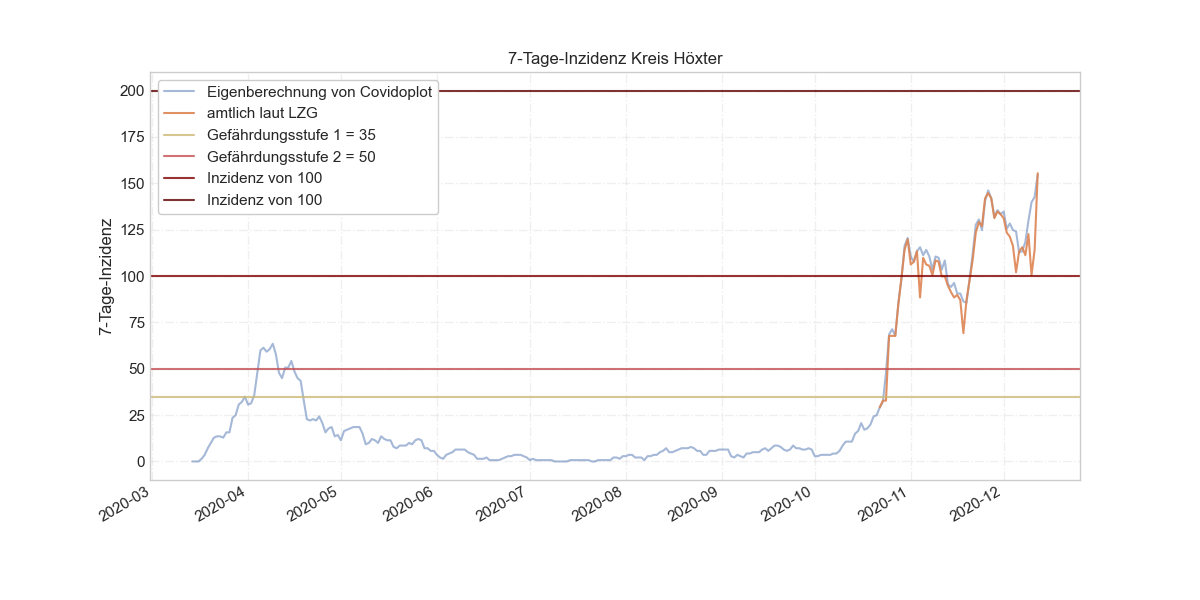 7-Tage-Inzidenz Kreis Höxter
Eigenberechnung von Covidoplot
amtlich laut LZG
Gefährdungsstufe 1 = 35
Gefährdungsstufe 2 = 50
Inzidenz von 100
Inzidenz von 100
7-Tage-Inzidenz
200
175
150
125
100
75
50
25
0
2020-03
2020-04
2020-05
2020-06
2020-07
2020-08
2020-09
2020-10
2020-11
2020-12